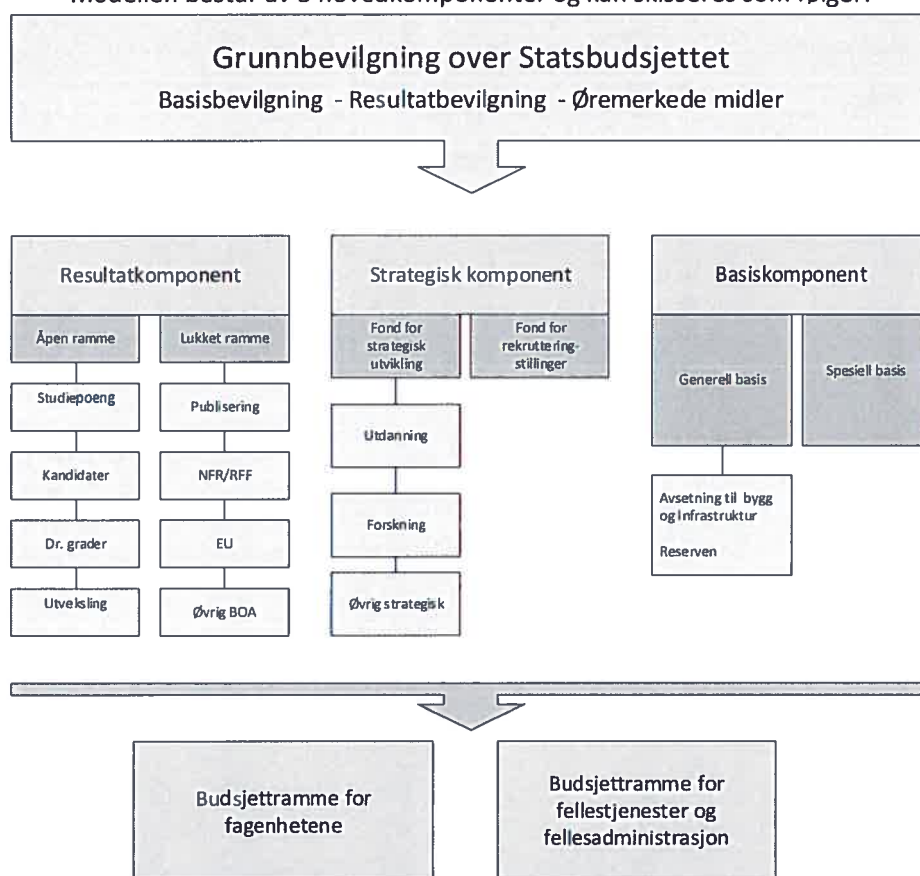 Modellen består av 3 hovedkomponenter og kan skisseres som følger:
Grunnbevilgning over Statsbudsjettet
Basisbevilgning - Resultatbevilgning - Øremerkede midler
Resultatkomponent
Åpen ramme
Lukket ramme
Studiepoeng
Publisering
Kandidater
NFR/RFF
Dr. grader
EU
Utveksling
Øvrig BOA
Strategisk komponent
Fond for
strategisk
utvikling
Fond for
rekruttering-
stillinger
Utdanning
Forskning
Øvrig strategisk
Basiskomponent
Generell basis
Spesiell basis
Avsetning til bygg
og Infrastruktur
Reserven
Budsjettramme for
fagenhetene
Budsjettramme for
fellestjenester og
fellesadministrasjon